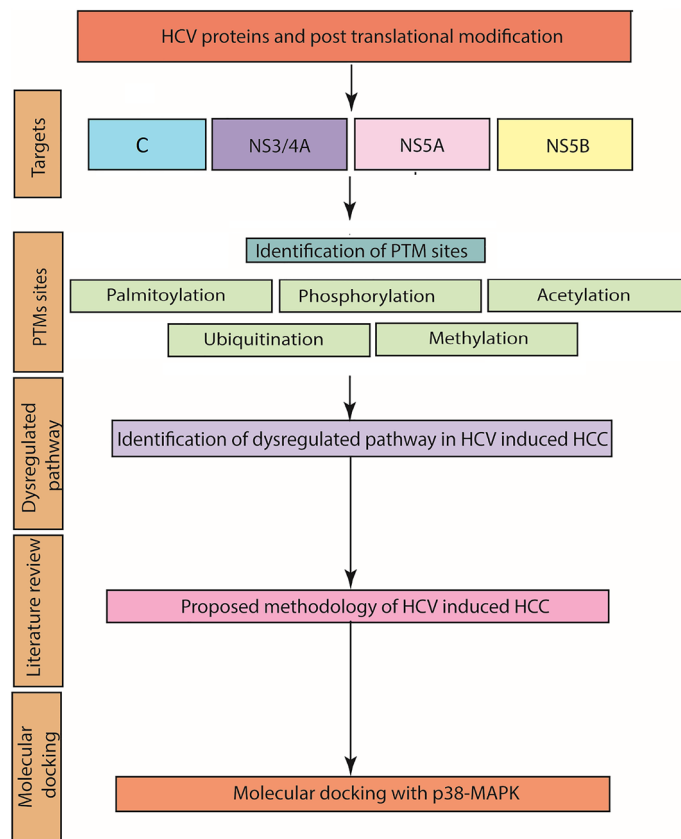 HCV proteins and post translational modification
Targets
C
NS3/4A
NS5A
NS5B
PTMs sites
Identification of PTM sites
Palmitoylation
Phosphorylation
Acetylation
Ubiquitination
Methylation
Dysregulated
pathway
Identification of dysregulated pathway in HCV induced HCC
Literature review
Proposed methodology of HCV induced HCC
Molecular
docking
Molecular docking with p38-MAPK